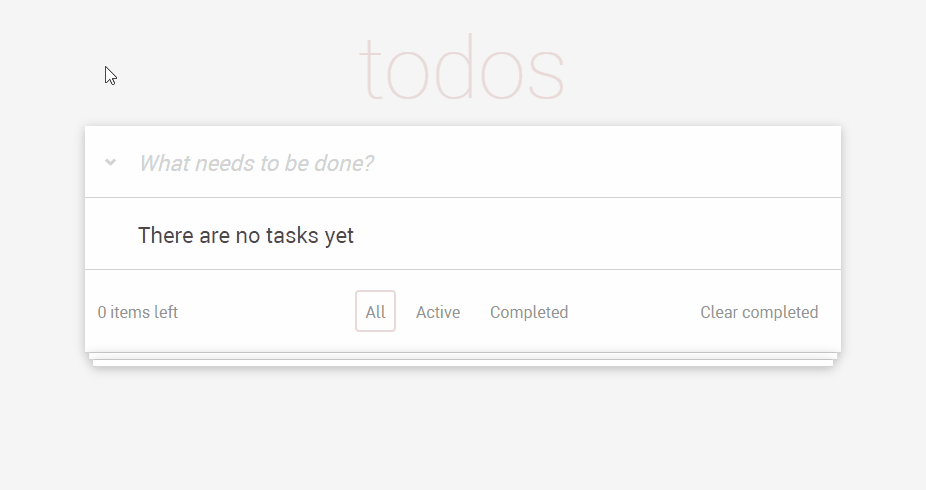 todos
What needs to be done?
There are no tasks yet
0 items left All Active Completed Clear completed